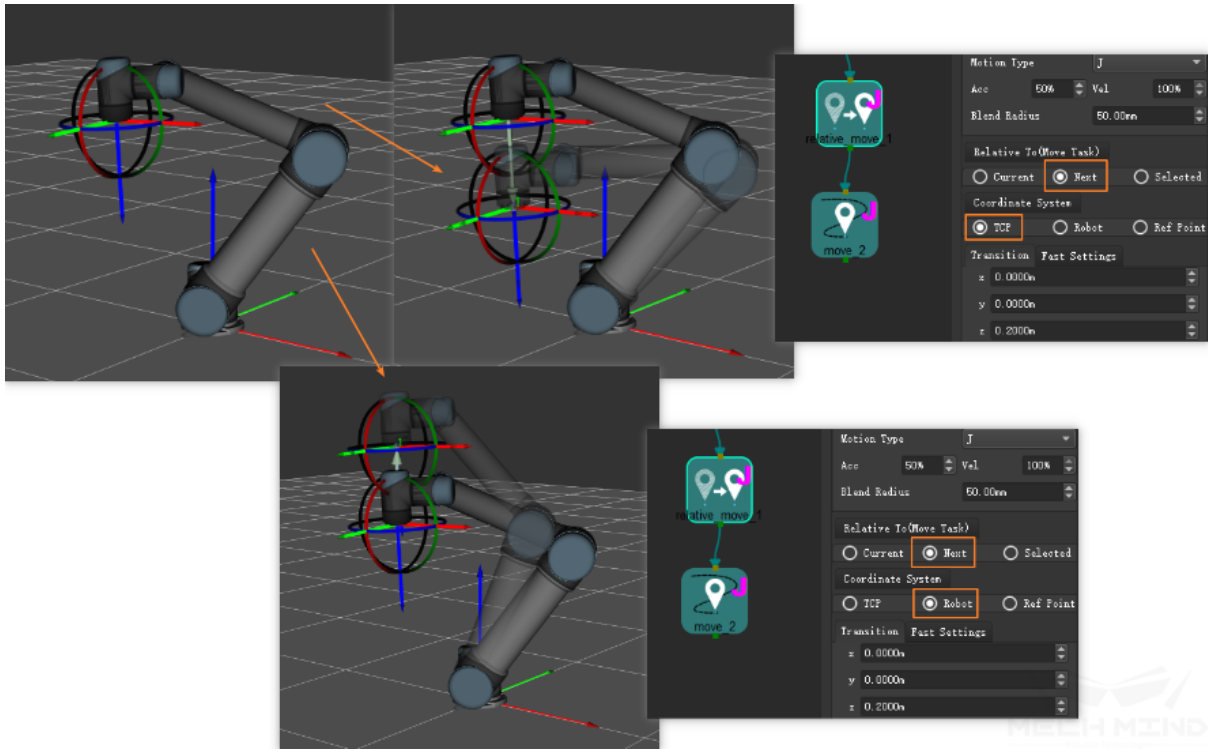 Motion Type J
Acc 50% Vel 100%
Blend Radius 50.00mm
relative_move_1
Relative To(Move Task)
Current Next Selected
Coordinate System
TCP Robot Ref Point
move_2
Transition Fast Settings
x 0.0000m
y 0.0000m
z 0.2000m
Motion Type J
Acc 50% Vel 100%
Blend Radius 50.00mm
relative_move_1
Relative To(Move Task)
Current Next Selected
Coordinate System
TCP Robot Ref Point
move_2
Transition Fast Settings
x 0.0000m
y 0.0000m
z 0.2000m
MECH MIND